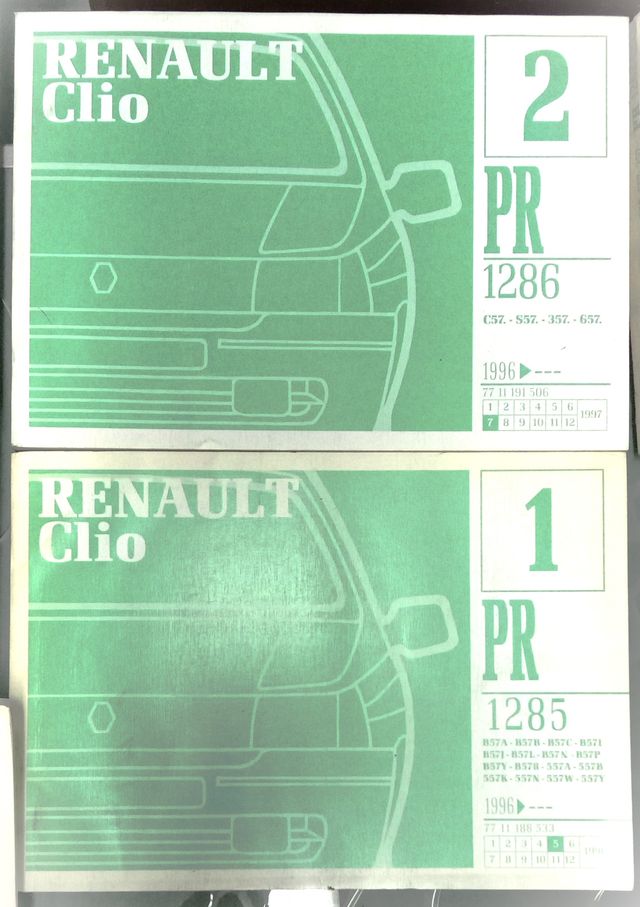 RENAULT
Clio
2
PR
1286
C57. - S57. - 357. - 657.
1996 ▶ ---
77 11 191 506
1 2 3 4 5 6
7 8 9 10 11 12
1997
RENAULT
Clio
1
PR
1285
B57A - B57B - B57C - B571
B57J - B57L - B57N - B57P
B57Y - B578 - 557A - 557B
557K - 557N - 557W - 557Y
1996 ▶ ---
77 11 188 533
1 2 3 4 5 6
7 8 9 10 11 12